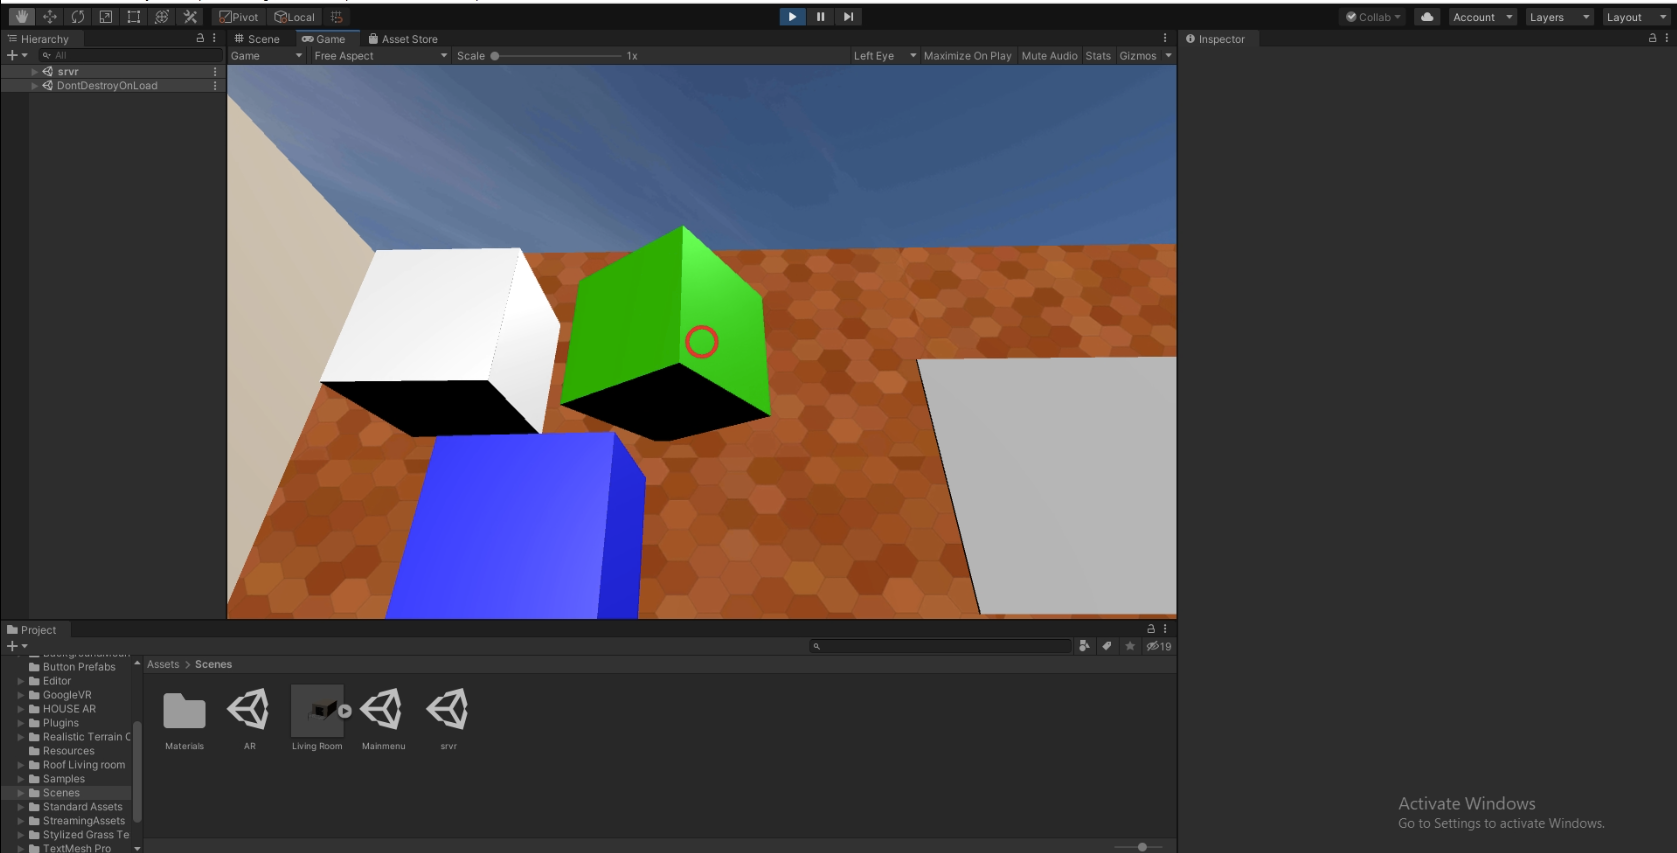 Pivot Local Collab Account Layers Layout
Hierarchy Scene Game Asset Store Inspector
All Game Free Aspect Scale 1x Left Eye Maximize On Play Mute Audio Stats Gizmos
srvr
DontDestroyOnLoad
Project
19
Assets > Scenes
Button Prefabs
Editor
GoogleVR
HOUSE AR
Plugins
Realistic Terrain C
Resources
Roof Living room
Samples
Scenes
Standard Assets
StreamingAssets
Stylized Grass Te
TextMesh Pro
Materials AR Living Room Mainmenu srvr
Activate Windows
Go to Settings to activate Windows.